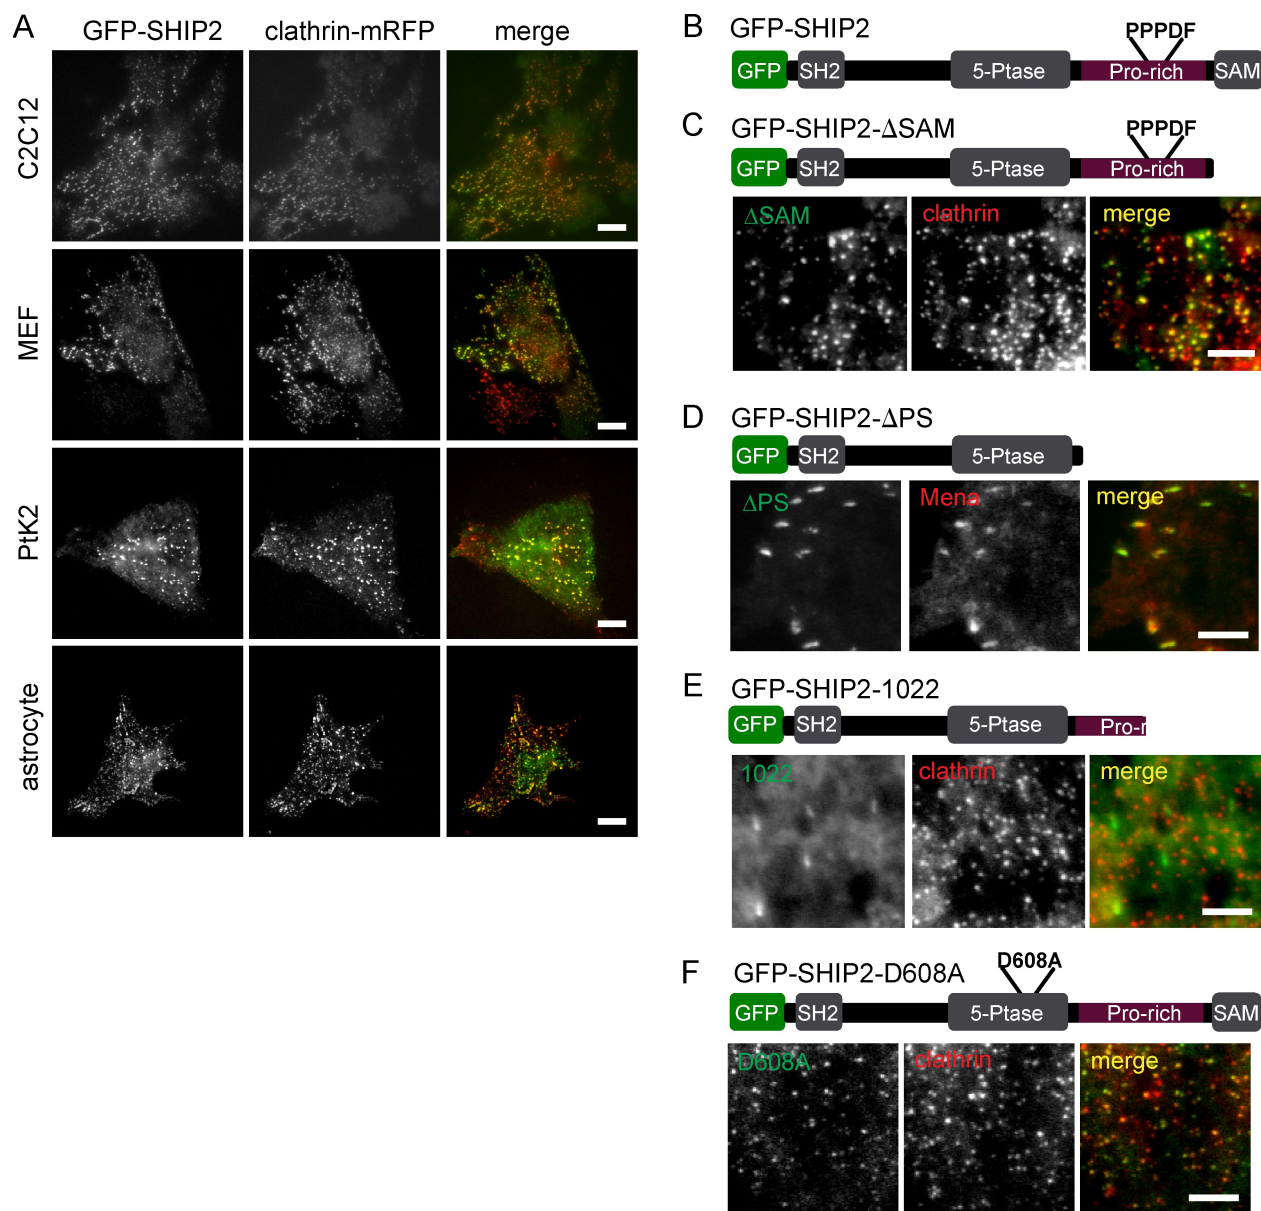 A
GFP-SHIP2 clathrin-mRFP merge
C2C12
MEF
PtK2
astrocyte
B GFP-SHIP2
PPPDF
GFP SH2 5-Ptase Pro-rich SAM
C GFP-SHIP2-ΔSAM
PPPDF
GFP SH2 5-Ptase Pro-rich
ΔSAM clathrin merge
D GFP-SHIP2-ΔPS
GFP SH2 5-Ptase
ΔPS Mena merge
E GFP-SHIP2-1022
GFP SH2 5-Ptase Pro-r
1022 clathrin merge
F GFP-SHIP2-D608A
D608A
GFP SH2 5-Ptase Pro-rich SAM
D608A clathrin merge